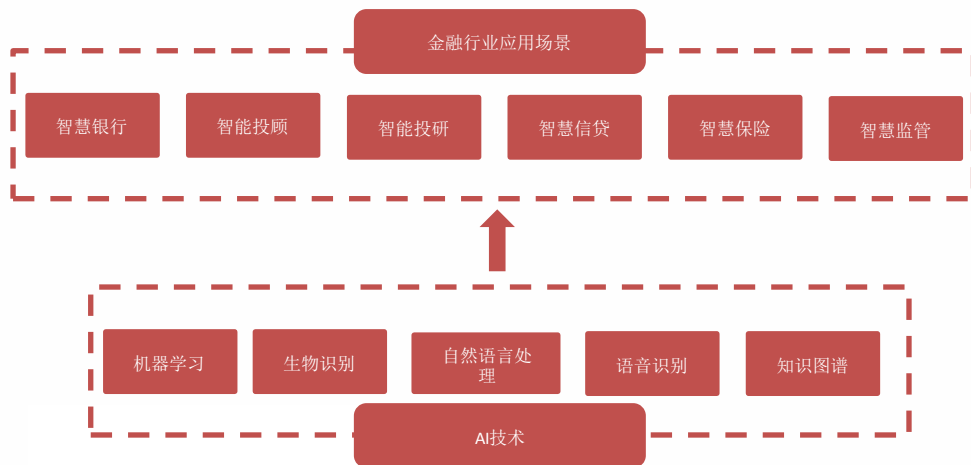 金融行业应用场景
智慧银行
智能投顾
智能投研
智慧信贷
智慧保险
智慧监管
机器学习
生物识别
自然语言处
理
语音识别
知识图谱
AI技术